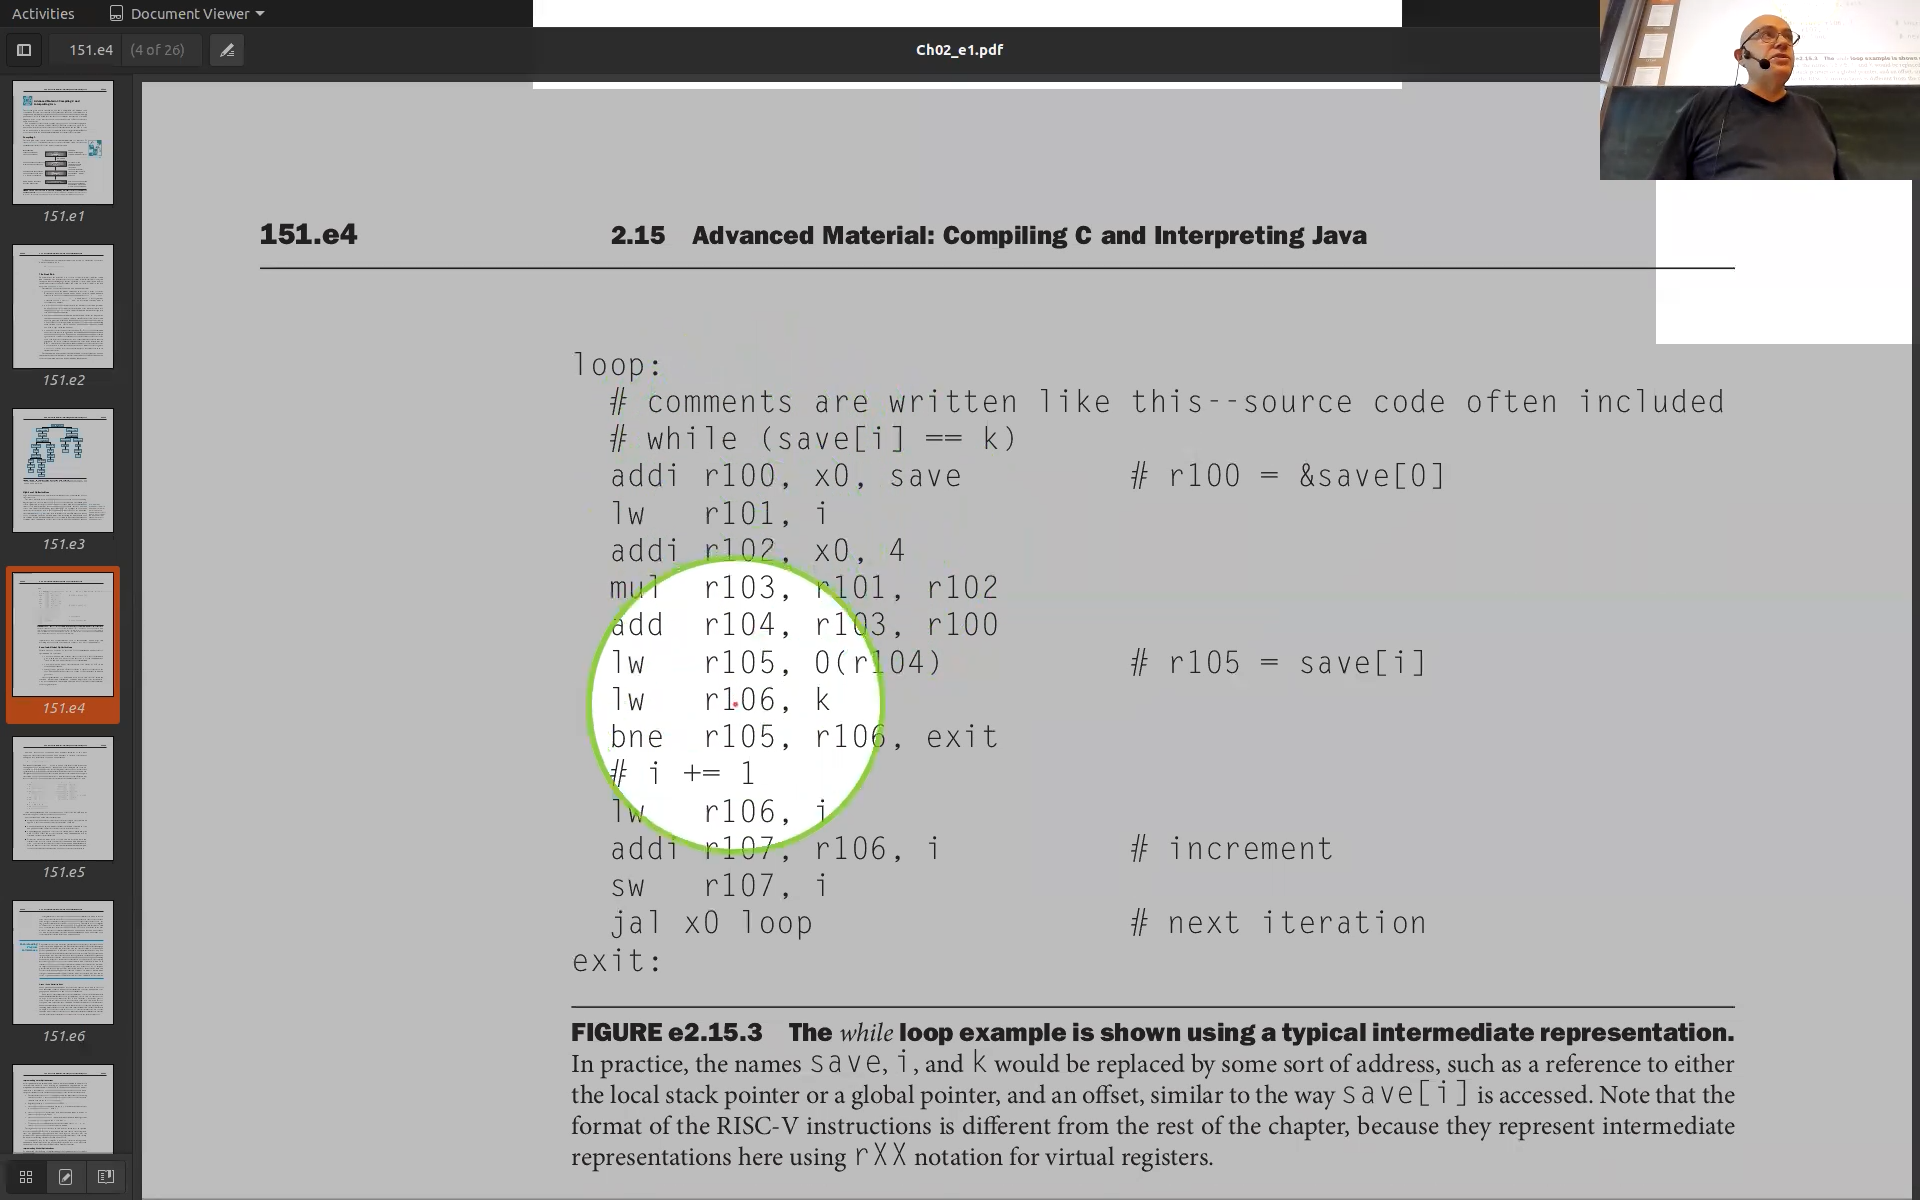 Activities
Document Viewer
151.e4 (4 of 26)
Ch02_e1.pdf
151.e1
151.e2
151.e3
151.e4
151.e5
151.e6
151.e4 2.15 Advanced Material: Compiling C and Interpreting Java
loop:
# comments are written like this--source code often included
# while (save[i] == k)
addi r100, x0, save # r100 = &save[0]
lw r101, i
addi r102, x0, 4
mul r103, r101, r102
add r104, r103, r100
lw r105, 0(r104) # r105 = save[i]
lw r106, k
bne r105, r106, exit
# i += 1
lw r106, i
addi r107, r106, i # increment
sw r107, i
jal x0 loop # next iteration
exit:
FIGURE e2.15.3 The while loop example is shown using a typical intermediate representation.
In practice, the names save, i, and k would be replaced by some sort of address, such as a reference to either
the local stack pointer or a global pointer, and an offset, similar to the way save[i] is accessed. Note that the
format of the RISC-V instructions is different from the rest of the chapter, because they represent intermediate
representations here using rXX notation for virtual registers.